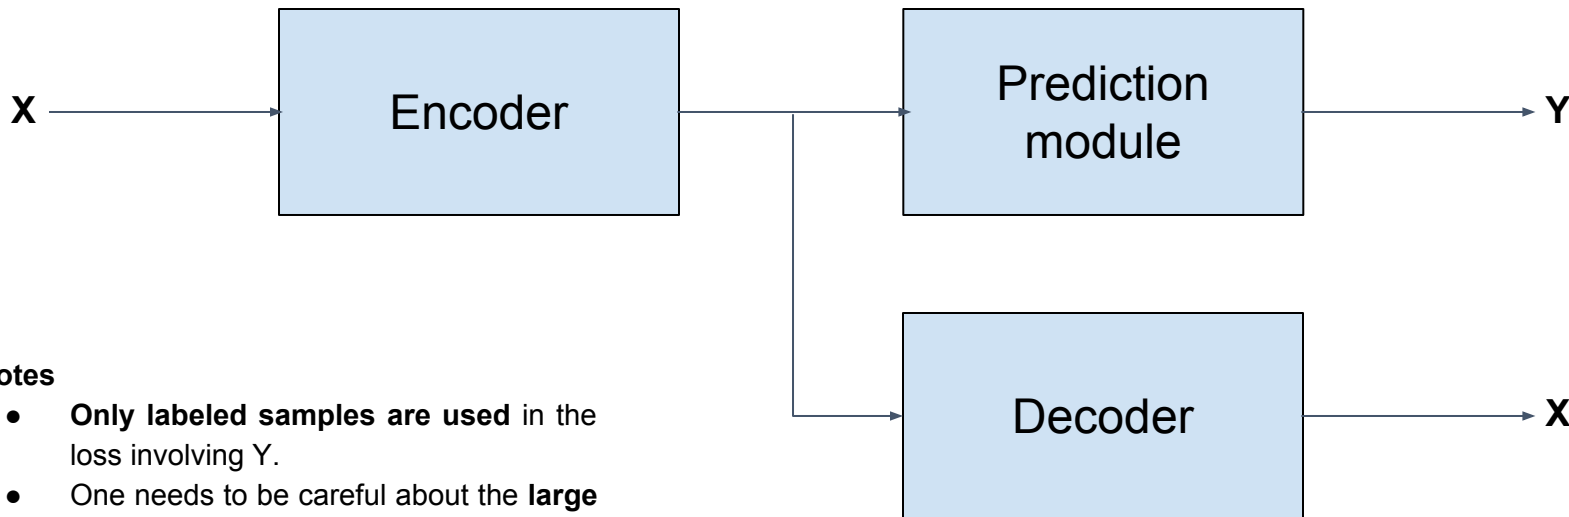 X
Encoder
Prediction
module
Y
Decoder
X
otes
● Only labeled samples are used in the
loss involving Y.
● One needs to be careful about the large